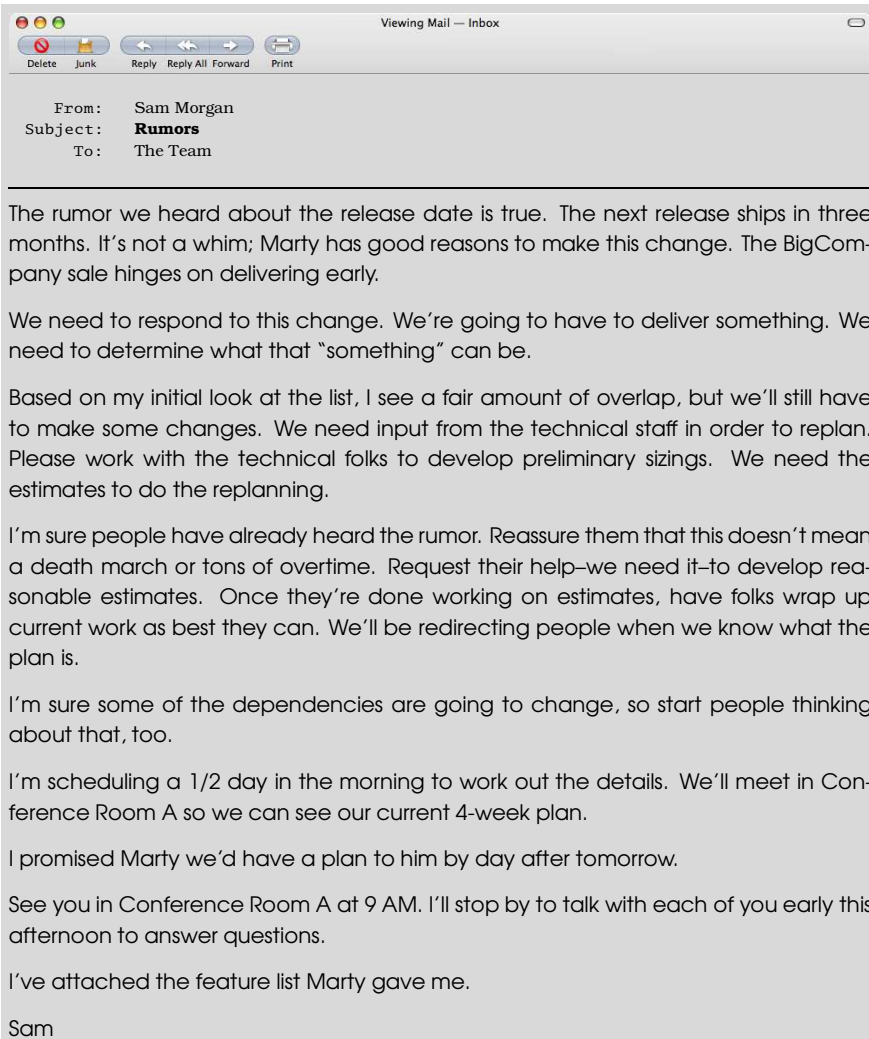 Viewing Mail — Inbox
Delete Junk Reply Reply All Forward Print
From: Sam Morgan
Subject: Rumors
To: The Team
The rumor we heard about the release date is true. The next release ships in three
months. It's not a whim; Marty has good reasons to make this change. The BigCom-
pany sale hinges on delivering early.
We need to respond to this change. We're going to have to deliver something. We
need to determine what that “something” can be.
Based on my initial look at the list, I see a fair amount of overlap, but we'll still have
to make some changes. We need input from the technical staff in order to replan.
Please work with the technical folks to develop preliminary sizings. We need the
estimates to do the replanning.
I'm sure people have already heard the rumor. Reassure them that this doesn't mean
a death march or tons of overtime. Request their help–we need it–to develop rea-
sonable estimates. Once they're done working on estimates, have folks wrap up
current work as best they can. We'll be redirecting people when we know what the
plan is.
I'm sure some of the dependencies are going to change, so start people thinking
about that, too.
I'm scheduling a 1/2 day in the morning to work out the details. We'll meet in Con-
ference Room A so we can see our current 4-week plan.
I promised Marty we'd have a plan to him by day after tomorrow.
See you in Conference Room A at 9 AM. I'll stop by to talk with each of you early this
afternoon to answer questions.
I've attached the feature list Marty gave me.
Sam